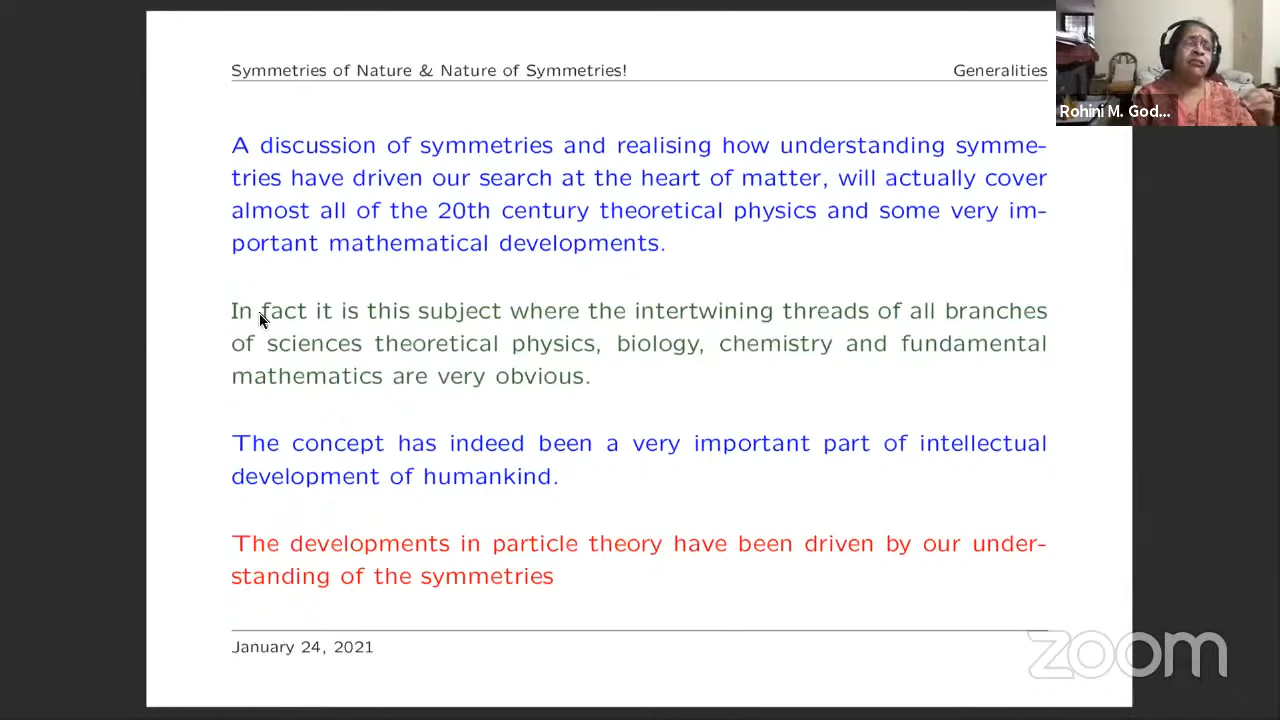 Symmetries of Nature & Nature of Symmetries!
Generalities
Rohini M. God...
A discussion of symmetries and realising how understanding symme-
tries have driven our search at the heart of matter, will actually cover
almost all of the 20th century theoretical physics and some very im-
portant mathematical developments.
In fact it is this subject where the intertwining threads of all branches
of sciences theoretical physics, biology, chemistry and fundamental
mathematics are very obvious.
The concept has indeed been a very important part of intellectual
development of humankind.
The developments in particle theory have been driven by our under-
standing of the symmetries
January 24, 2021
zoom